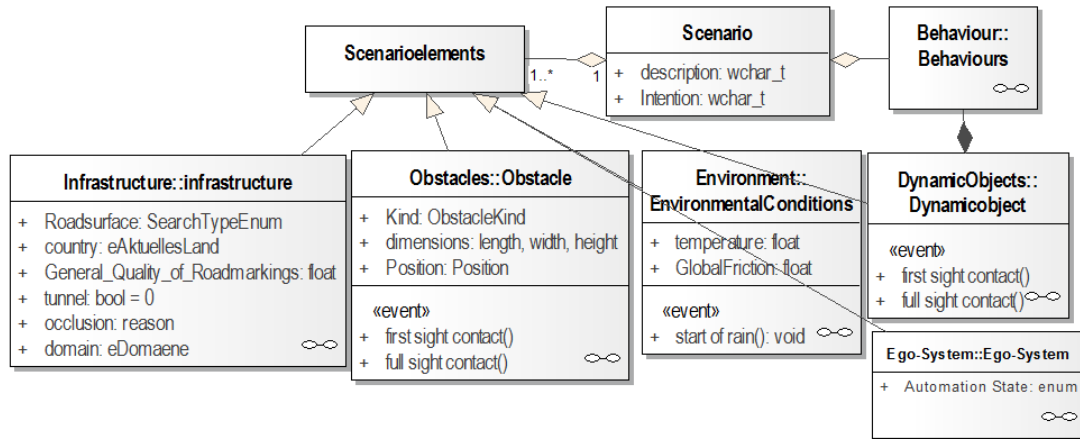 Scenarioelements
1..*
1
Scenario
+ description: wchar_t
+ Intention: wchar_t
Behaviour::
Behaviours
Infrastructure::infrastructure
+ Roadsurface: SearchTypeEnum
+ country: eAktuellesLand
+ General_Quality_of_Roadmarkings: float
+ tunnel: bool = 0
+ occlusion: reason
+ domain: eDomaene
Obstacles::Obstacle
+ Kind: ObstacleKind
+ dimensions: length, width, height
+ Position: Position
«event»
+ first sight contact()
+ full sight contact()
Environment::
EnvironmentalConditions
+ temperature: float
+ GlobalFriction: float
«event»
+ start of rain(): void
DynamicObjects::
Dynamicobject
«event»
+ first sight contact()
+ full sight contact()
Ego-System::Ego-System
+ Automation State: enum